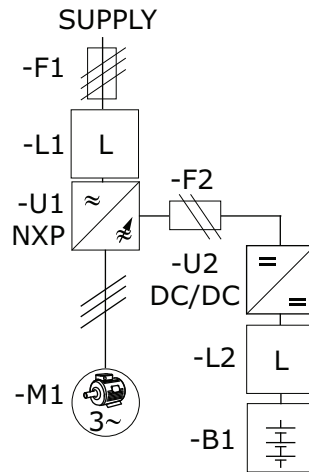 SUPPLY
-F1
-L1
L
-U1
NXP
-F2
-U2
DC/DC
-L2
L
-M1
3~
-B1